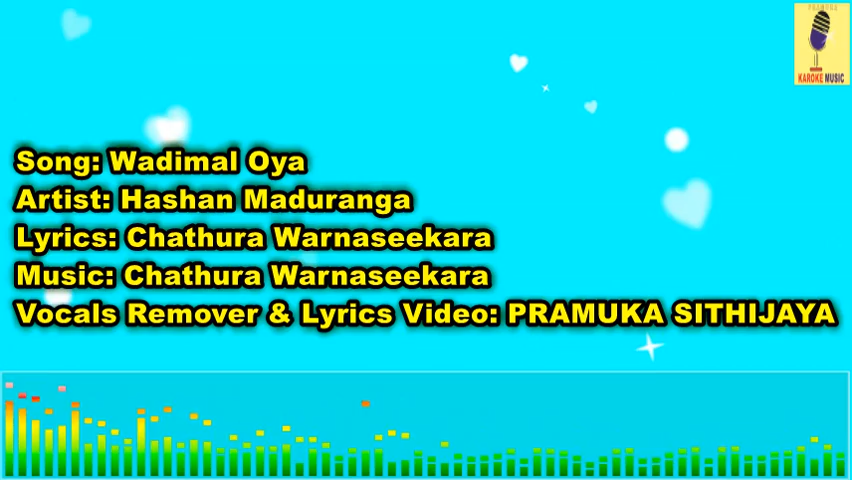 PRAMUKA
KAROKE MUSIC
Song: Wadimal Oya
Artist: Hashan Maduranga
Lyrics: Chathura Warnaseekara
Music: Chathura Warnaseekara
Vocals Remover & Lyrics Video: PRAMUKA SITHIJAYA